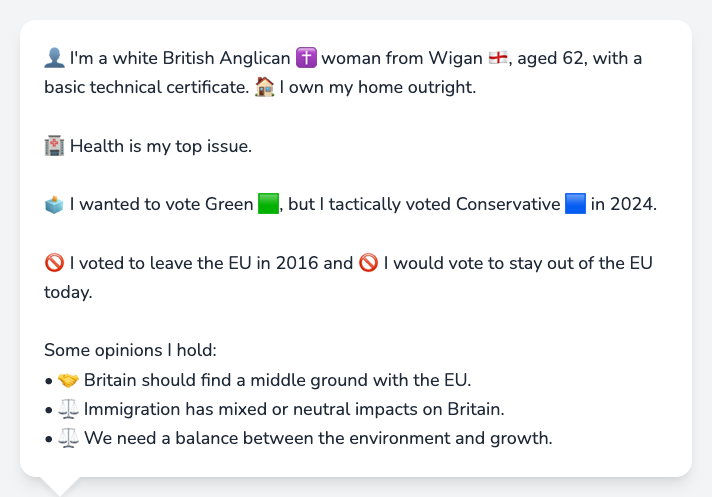 👤 I'm a white British Anglican ✝️ woman from Wigan 🏴󠁧󠁢󠁥󠁮󠁧󠁿, aged 62, with a
basic technical certificate. 🏠 I own my home outright.
🏥 Health is my top issue.
🗳️ I wanted to vote Green 🟩, but I tactically voted Conservative 🟦 in 2024.
🚫 I voted to leave the EU in 2016 and 🚫 I would vote to stay out of the EU
today.
Some opinions I hold:
• 🤝 Britain should find a middle ground with the EU.
• ⚖️ Immigration has mixed or neutral impacts on Britain.
• ⚖️ We need a balance between the environment and growth.